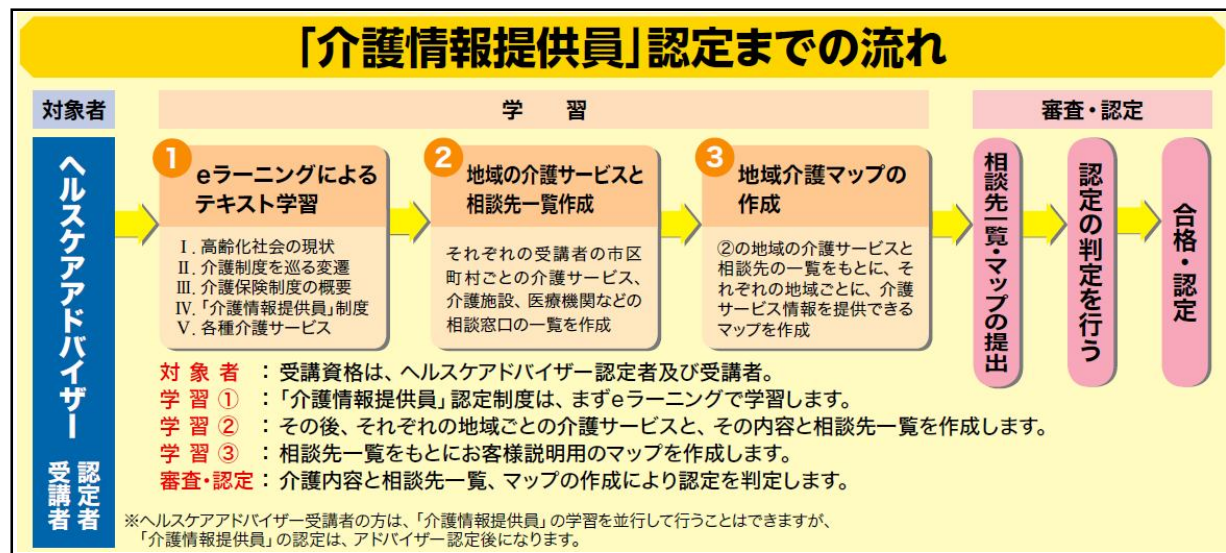 「介護情報提供員」認定までの流れ
対象者
学　習
審査・認定
ヘルスケアアドバイザー
認定者
受講者
1
eラーニングによる
テキスト学習
Ⅰ. 高齢化社会の現状
Ⅱ. 介護制度を巡る変遷
Ⅲ. 介護保険制度の概要
Ⅳ.「介護情報提供員」制度
Ⅴ. 各種介護サービス
2
地域の介護サービスと
相談先一覧作成
それぞれの受講者の市区
町村ごとの介護サービス、
介護施設、医療機関などの
相談窓口の一覧を作成
3
地域介護マップの
作成
②の地域の介護サービスと
相談先の一覧をもとに、そ
れぞれの地域ごとに、介護
サービス情報を提供できる
マップを作成
相談先一覧・マップの提出
認定の判定を行う
合格・認定
対象者：受講資格は、ヘルスケアドバイザー認定者及び受講者。
学習①：「介護情報提供員」認定制度は、まずeラーニングで学習します。
学習②：その後、それぞれの地域ごとの介護サービスと、その内容と相談先一覧を作成します。
学習③：相談先一覧をもとにお客様説明用のマップを作成します。
審査・認定：介護内容と相談先一覧、マップの作成により認定を判定します。
※ヘルスケアアドバイザー受講者の方は、「介護情報提供員」の学習を並行して行うことはできますが、
「介護情報提供員」の認定は、アドバイザー認定後になります。